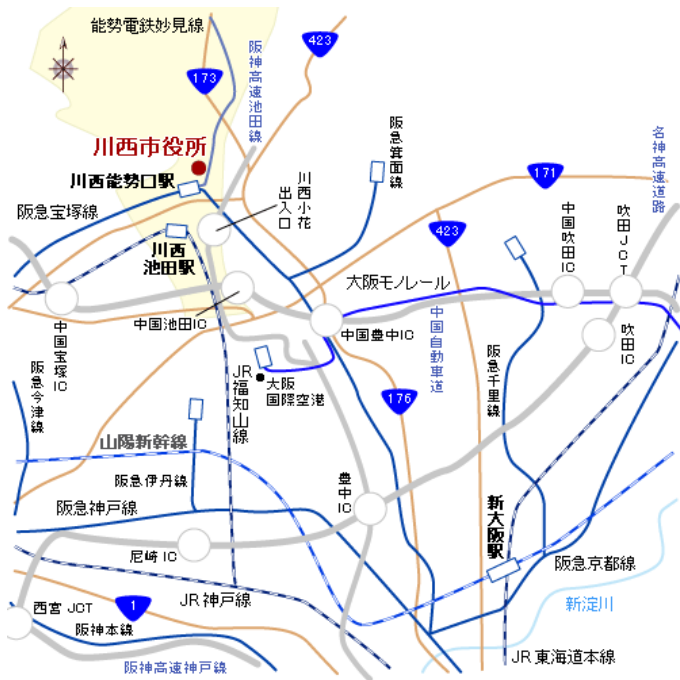 能勢電鉄妙見線
423
173
阪神高速池田線
川西市役所
川西能勢口駅
阪急宝塚線
川西小花
出入口
阪急箕面線
171
名神高速道路
423
中国吹田IC
吹田JCT
川西
池田駅
大阪モノレール
中国池田IC
中国豊中IC
中国自動車道
吹田IC
中国宝塚IC
阪急今津線
JR福知山線
大阪
国際空港
阪急千里線
176
山陽新幹線
阪急伊丹線
阪急神戸線
豊中IC
新大阪駅
尼崎IC
阪急京都線
JR神戸線
新淀川
西宮JCT
1
阪神本線
阪神高速神戸線
JR東海道本線